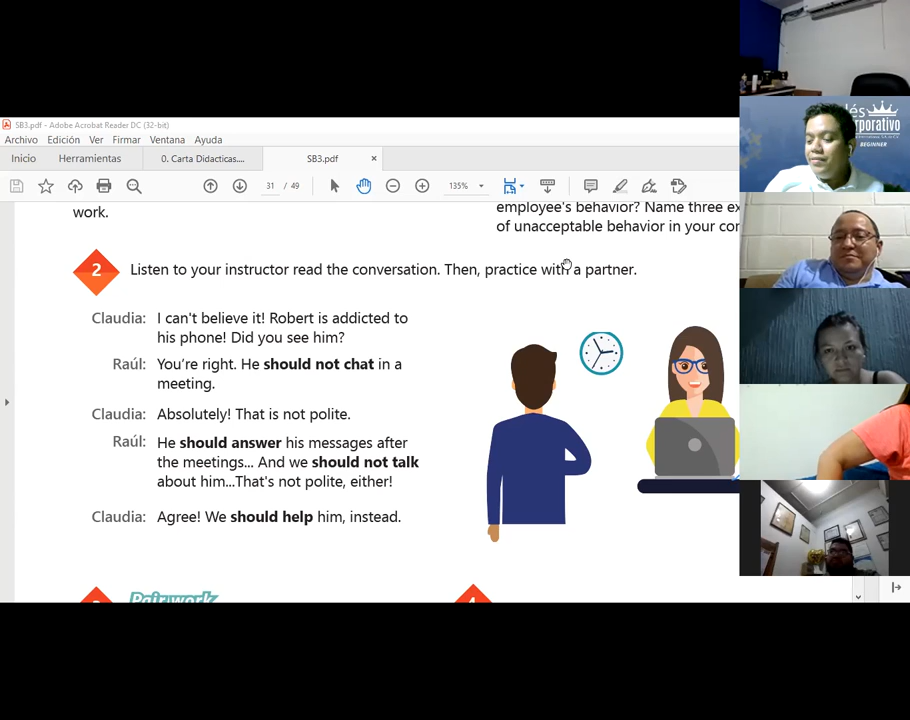 SB3.pdf - Adobe Acrobat Reader DC (32-bit)
Archivo Edición Ver Firmar Ventana Ayuda
Inicio Herramientas 0. Carta Didacticas.... SB3.pdf ×
31 / 49 135%
work.
employee's behavior? Name three ex
of unacceptable behavior in your cor
2 Listen to your instructor read the conversation. Then, practice with a partner.
Claudia: I can't believe it! Robert is addicted to
his phone! Did you see him?
Raúl: You're right. He should not chat in a
meeting.
Claudia: Absolutely! That is not polite.
Raúl: He should answer his messages after
the meetings... And we should not talk
about him...That's not polite, either!
Claudia: Agree! We should help him, instead.
Pair work
és
orporativo
BEGINNER